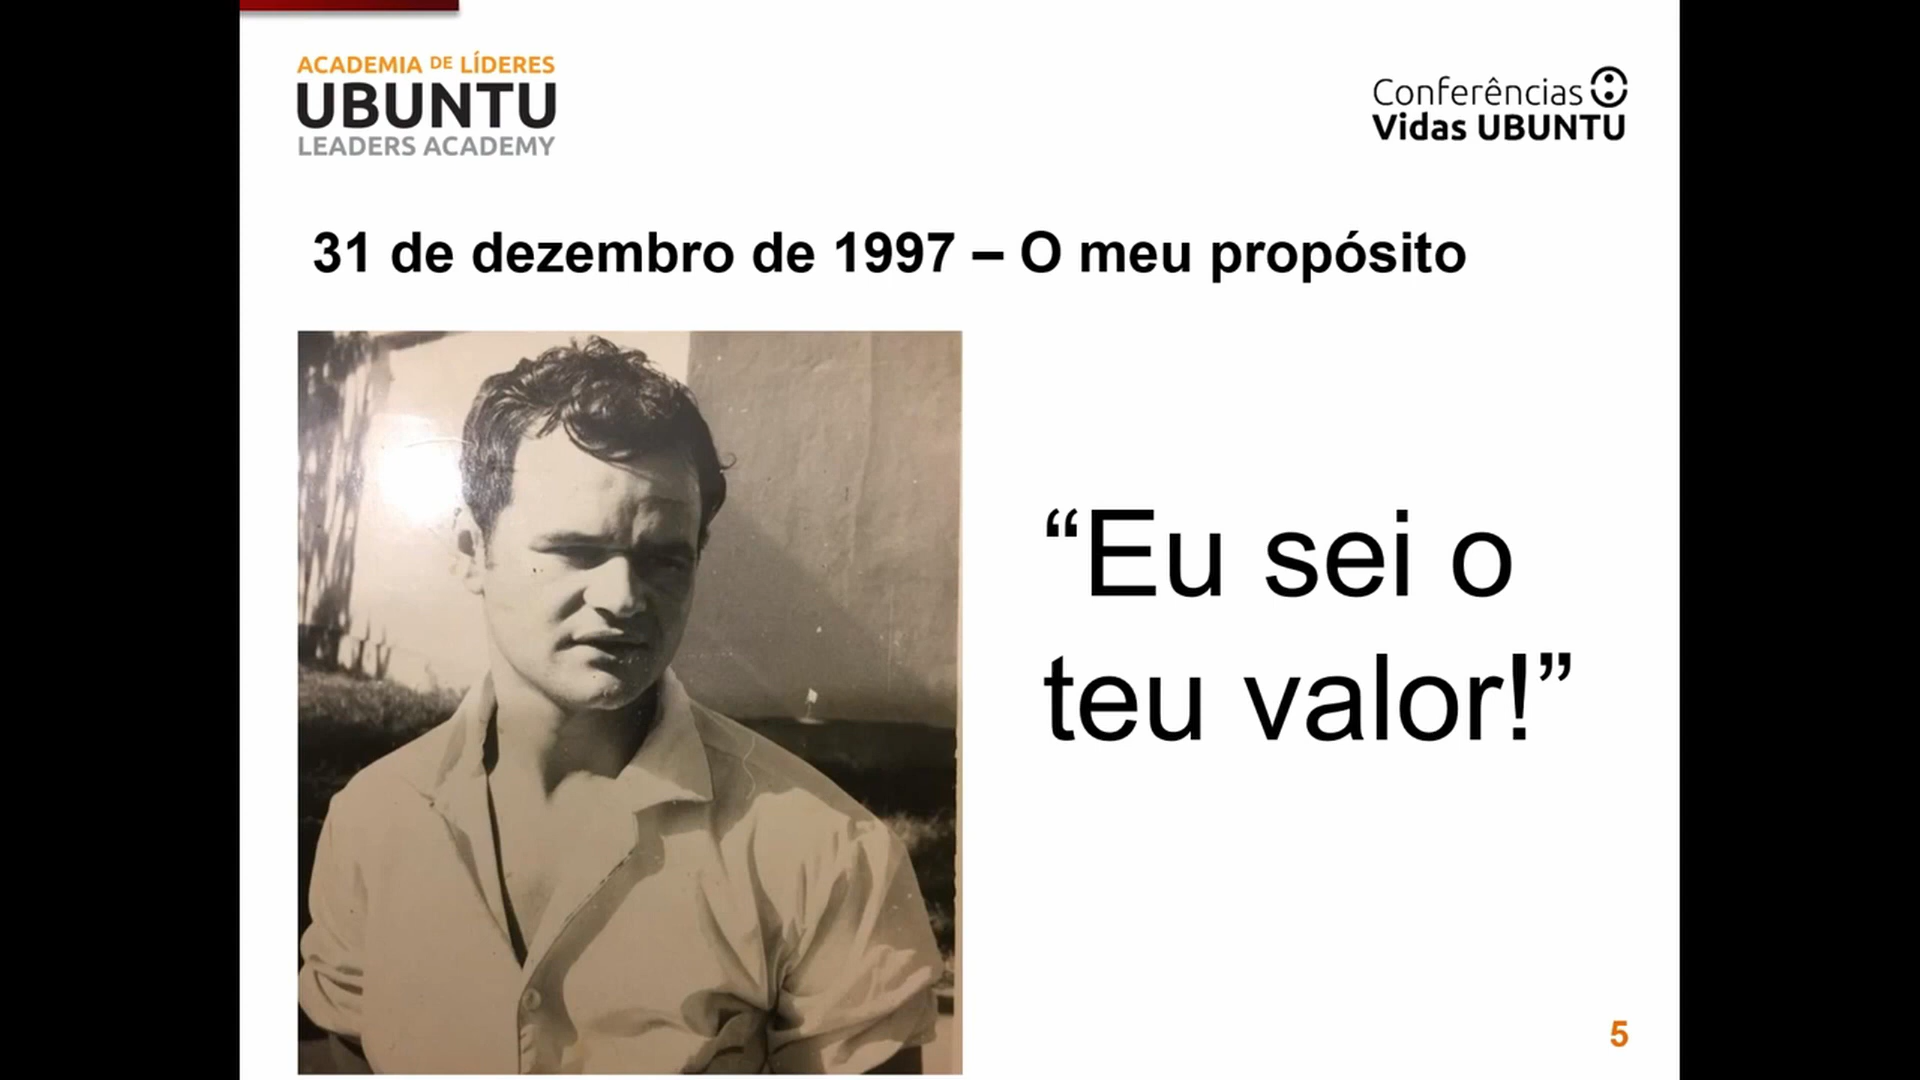 ACADEMIA DE LÍDERES
UBUNTU
LEADERS ACADEMY
Conferências
Vidas UBUNTU
31 de dezembro de 1997 – O meu propósito
“Eu sei o
teu valor!”
5